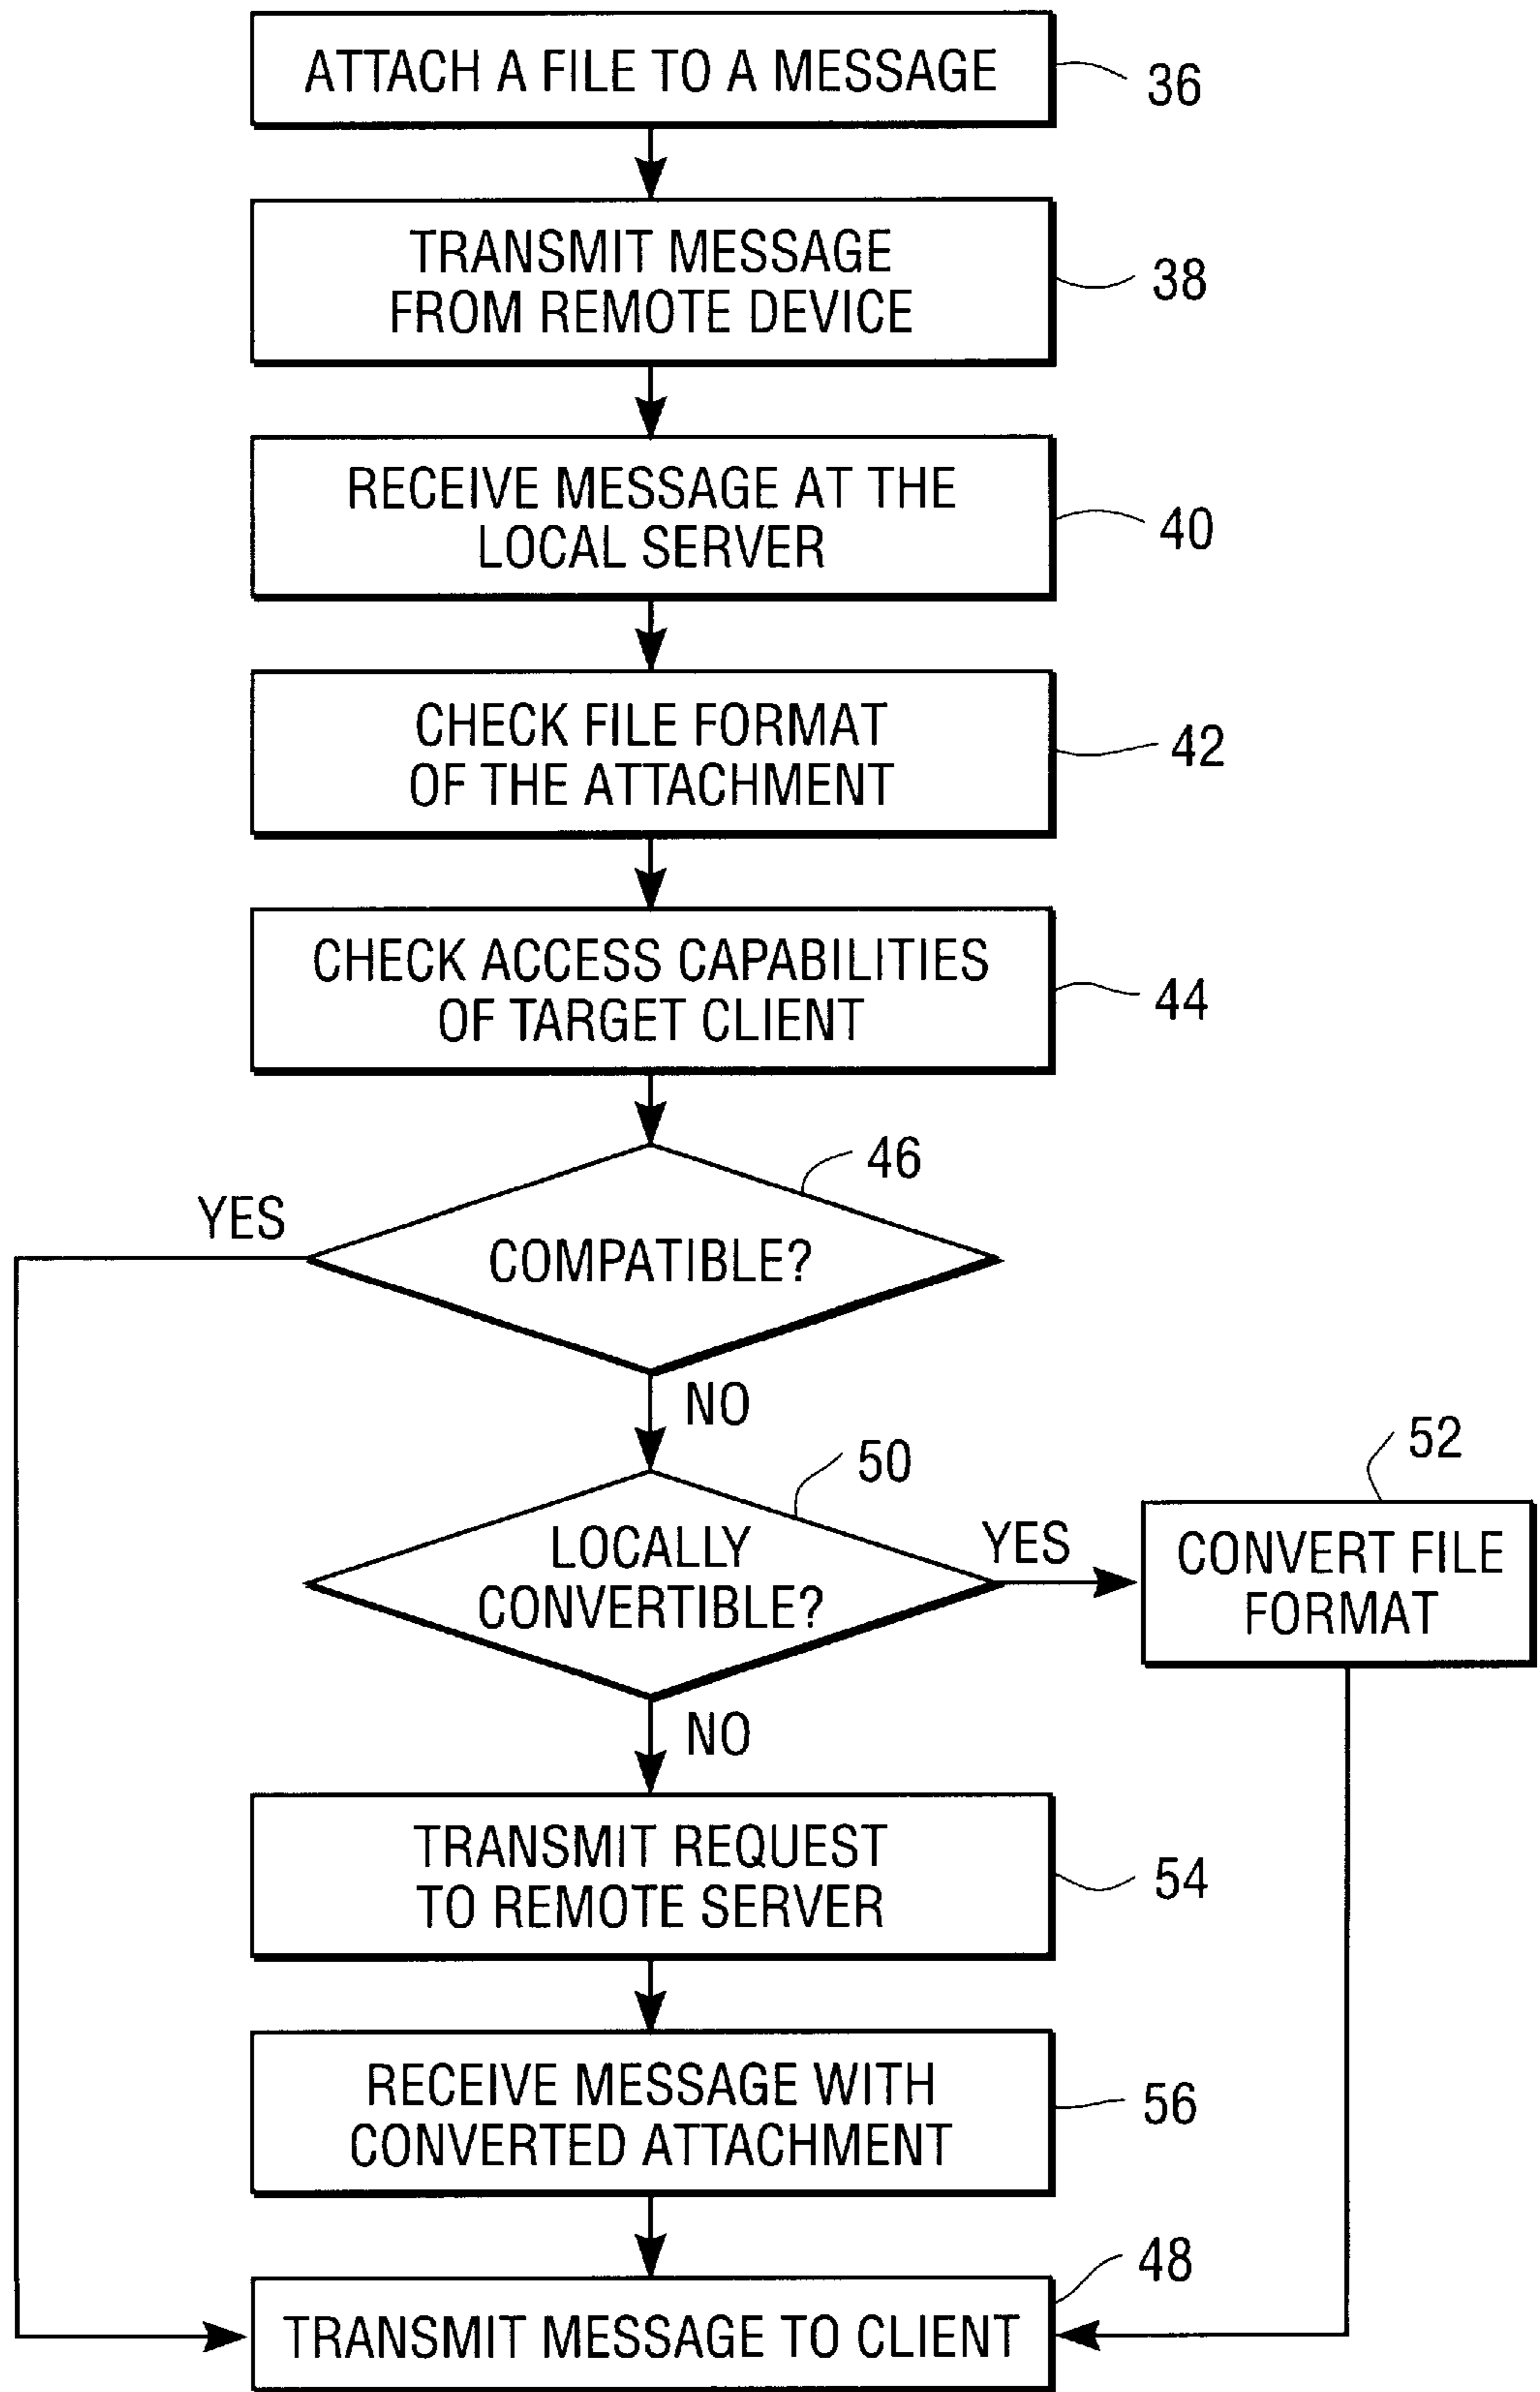 ATTACH A FILE TO A MESSAGE
36
TRANSMIT MESSAGE
FROM REMOTE DEVICE
38
RECEIVE MESSAGE AT THE
LOCAL SERVER
40
CHECK FILE FORMAT
OF THE ATTACHMENT
42
CHECK ACCESS CAPABILITIES
OF TARGET CLIENT
44
46
YES
COMPATIBLE?
NO
50
52
LOCALLY
CONVERTIBLE?
YES
CONVERT FILE
FORMAT
NO
TRANSMIT REQUEST
TO REMOTE SERVER
54
RECEIVE MESSAGE WITH
CONVERTED ATTACHMENT
56
48
TRANSMIT MESSAGE TO CLIENT